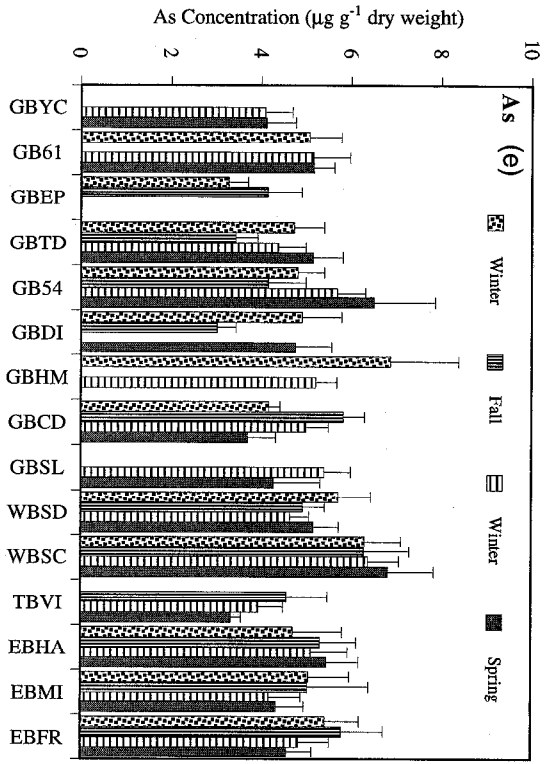 As Concentration (µg g⁻¹ dry weight)
0 2 4 6 8 10
As (e)
Winter
Fall
Winter
Spring
GBYC
GB61
GBEP
GBTD
GB54
GBDI
GBHM
GBCD
GBSL
WBSD
WBSC
TBVI
EBHA
EBMI
EBFR